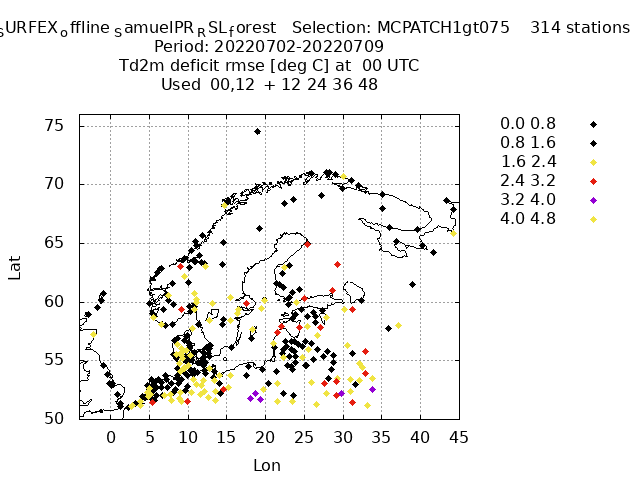 SURFEXoffline SamuelPRRSLforest Selection: MCPATCH1gt075 314 stations
Period: 20220702-20220709
Td2m deficit rmse [deg C] at 00 UTC
Used 00,12 + 12 24 36 48
0.0 0.8
0.8 1.6
1.6 2.4
2.4 3.2
3.2 4.0
4.0 4.8
75
70
65
60
55
50
Lat
0 5 10 15 20 25 30 35 40 45
Lon